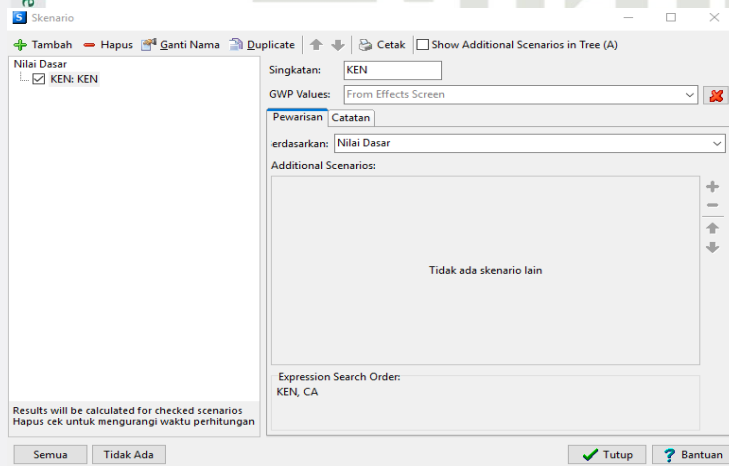 Skenario
Tambah Hapus Ganti Nama Duplicate Cetak Show Additional Scenarios in Tree (A)
Nilai Dasar
KEN: KEN
Singkatan: KEN
GWP Values: From Effects Screen
Pewarisan Catatan
erdasarkan: Nilai Dasar
Additional Scenarios:
Tidak ada skenario lain
Expression Search Order:
KEN, CA
Results will be calculated for checked scenarios
Hapus cek untuk mengurangi waktu perhitungan
Semua Tidak Ada Tutup Bantuan